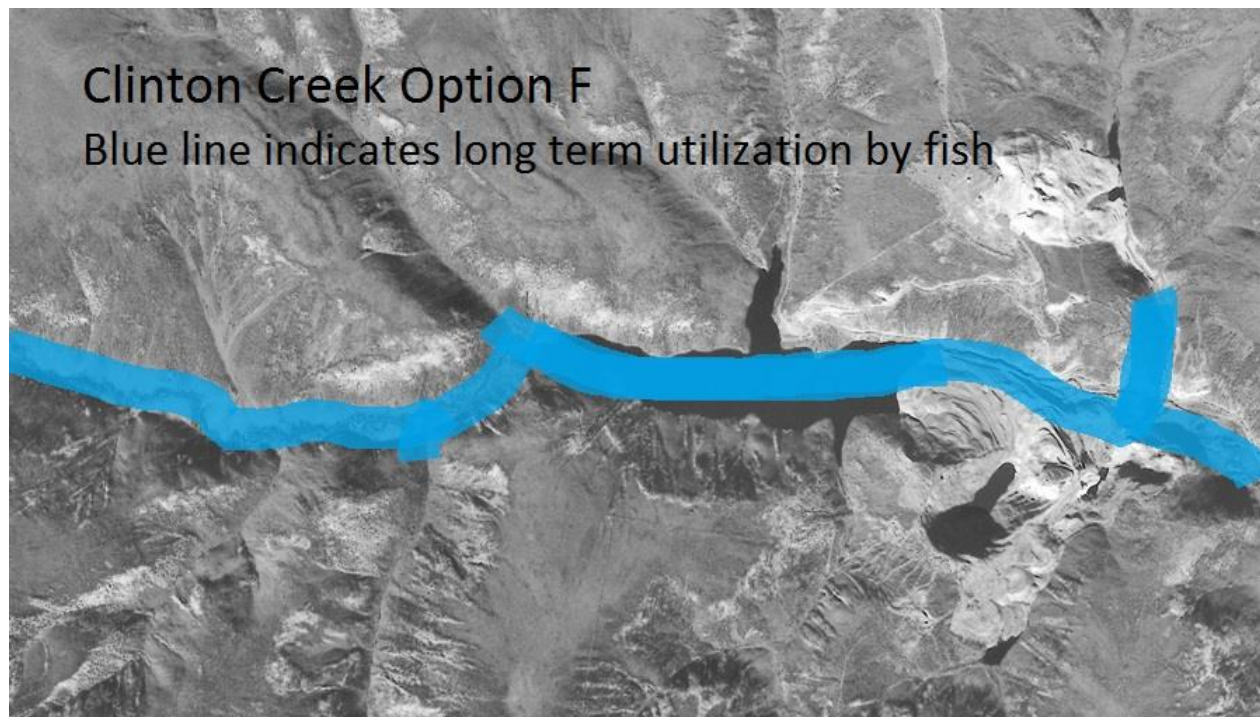 Clinton Creek Option F
Blue line indicates long term utilization by fish